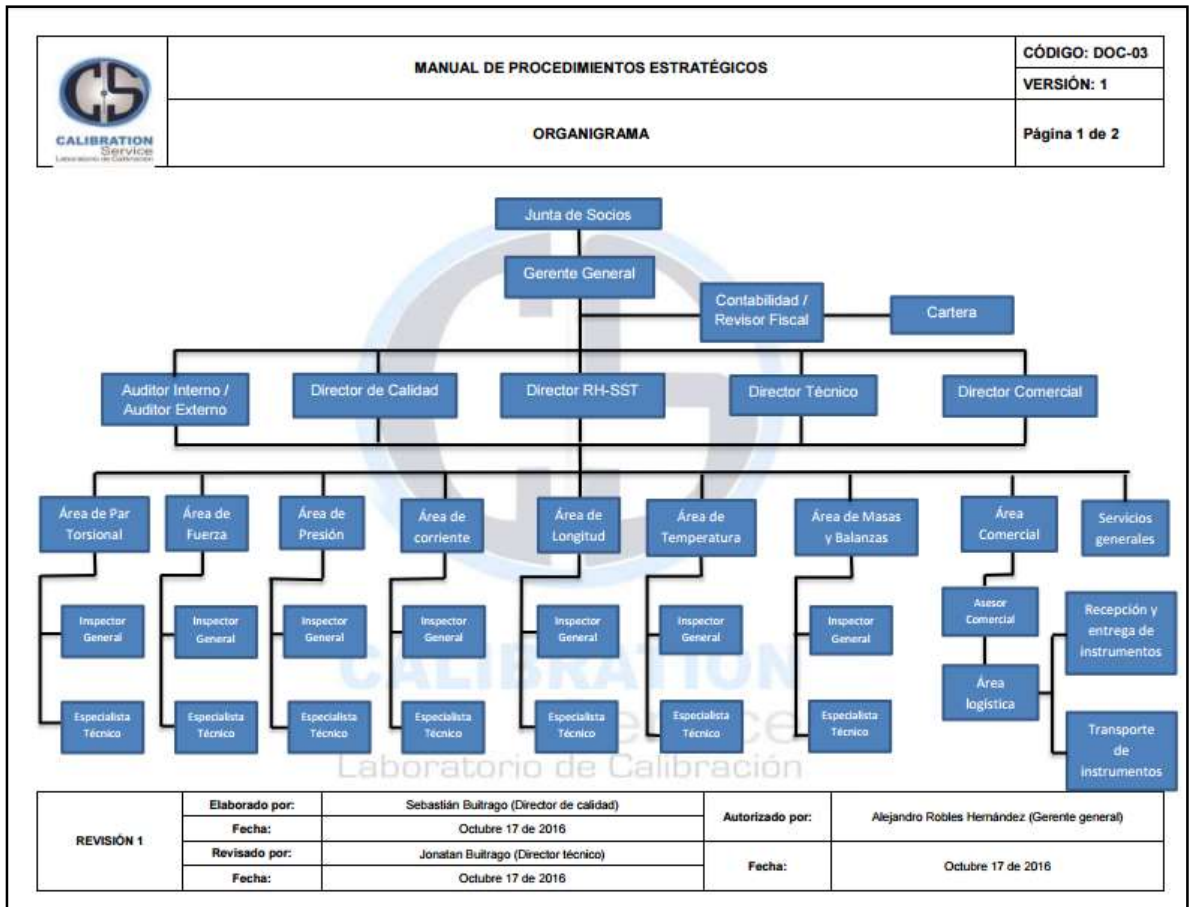 CS
CALIBRATION
Service
Laboratorio de Calibración
MANUAL DE PROCEDIMIENTOS ESTRATÉGICOS
CÓDIGO: DOC-03
VERSIÓN: 1
ORGANIGRAMA
Página 1 de 2
Junta de Socios
Gerente General
Contabilidad /
Revisor Fiscal
Cartera
Auditor Interno /
Auditor Externo
Director de Calidad
Director RH-SST
Director Técnico
Director Comercial
Área de Par
Torsional
Área de
Fuerza
Área de
Presión
Área de
corriente
Área de
Longitud
Área de
Temperatura
Área de Masas
y Balanzas
Área
Comercial
Servicios
generales
Inspector
General
Inspector
General
Inspector
General
Inspector
General
Inspector
General
Inspector
General
Inspector
General
Asesor
Comercial
Recepción y
entrega de
instrumentos
Especialista
Técnico
Especialista
Técnico
Especialista
Técnico
Especialista
Técnico
Especialista
Técnico
Especialista
Técnico
Especialista
Técnico
Área
logística
Transporte
de
instrumentos
CALIBRATION
Service
Laboratorio de Calibración
REVISIÓN 1
Elaborado por:
Sebastián Buitrago (Director de calidad)
Fecha:
Octubre 17 de 2016
Revisado por:
Jonatan Buitrago (Director técnico)
Fecha:
Octubre 17 de 2016
Autorizado por:
Alejandro Robles Hernández (Gerente general)
Fecha:
Octubre 17 de 2016